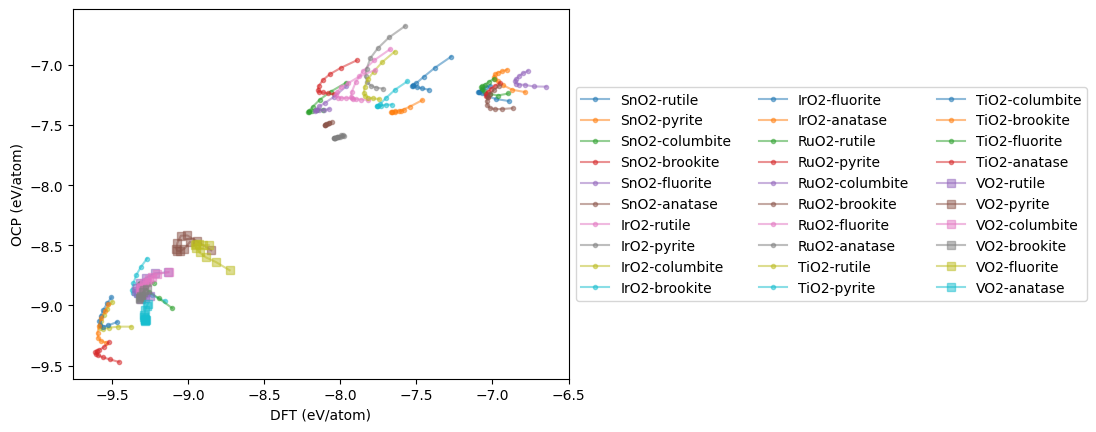 −7.0
−7.5
−8.0
−8.5
−9.0
−9.5
OCP (eV/atom)
−9.5 −9.0 −8.5 −8.0 −7.5 −7.0 −6.5
DFT (eV/atom)
SnO2-rutile IrO2-fluorite TiO2-columbite
SnO2-pyrite IrO2-anatase TiO2-brookite
SnO2-columbite RuO2-rutile TiO2-fluorite
SnO2-brookite RuO2-pyrite TiO2-anatase
SnO2-fluorite RuO2-columbite VO2-rutile
SnO2-anatase RuO2-brookite VO2-pyrite
IrO2-rutile RuO2-fluorite VO2-columbite
IrO2-pyrite RuO2-anatase VO2-brookite
IrO2-columbite TiO2-rutile VO2-fluorite
IrO2-brookite TiO2-pyrite VO2-anatase